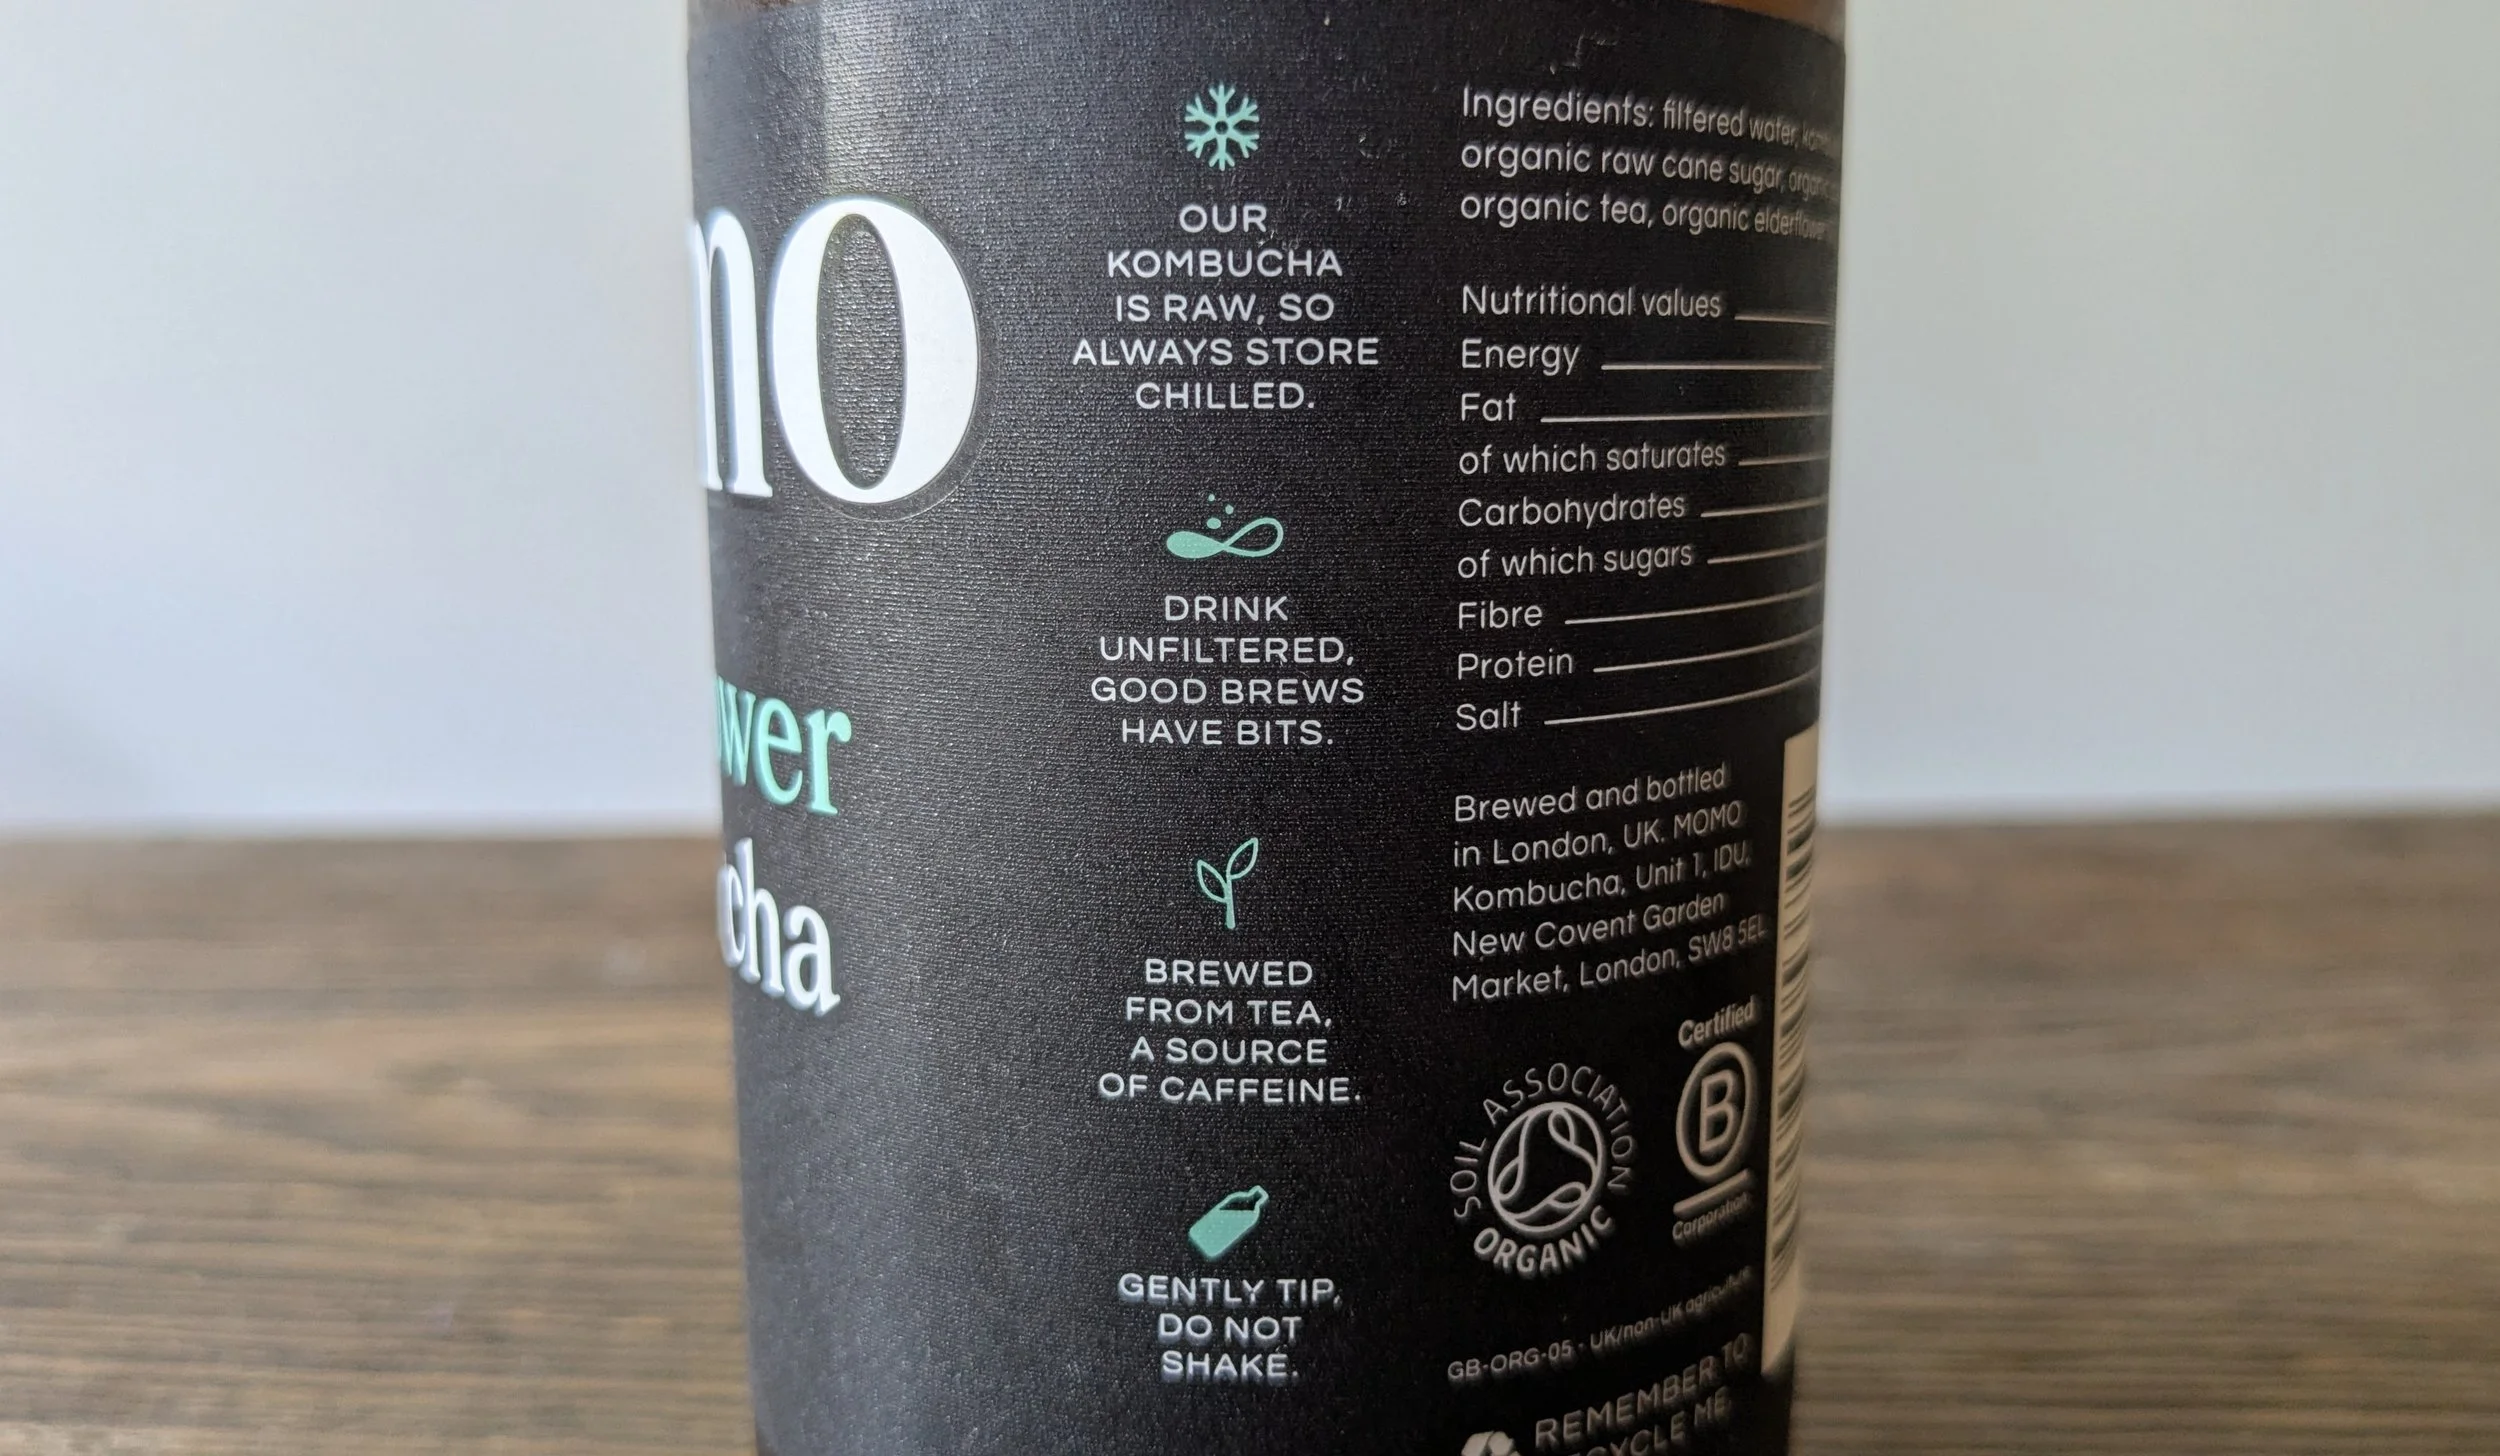 OUR
KOMBUCHA
IS RAW, SO
ALWAYS STORE
CHILLED.
DRINK
UNFILTERED,
GOOD BREWS
HAVE BITS.
BREWED
FROM TEA,
A SOURCE
OF CAFFEINE.
GENTLY TIP,
DO NOT
SHAKE.
Ingredients: filtered water,
organic raw cane sugar,
organic tea, organic elderflower
Nutritional values
Energy
Fat
of which saturates
Carbohydrates
of which sugars
Fibre
Protein
Salt
Brewed and bottled
in London, UK. MOMO
Kombucha, Unit 1, IDU,
New Covent Garden
Market, London, SW8 5EL
SOIL ASSOCIATION
ORGANIC
Certified
B
Corporation
GB-ORG-05 - UK/non-UK agriculture
REMEMBER TO
ME